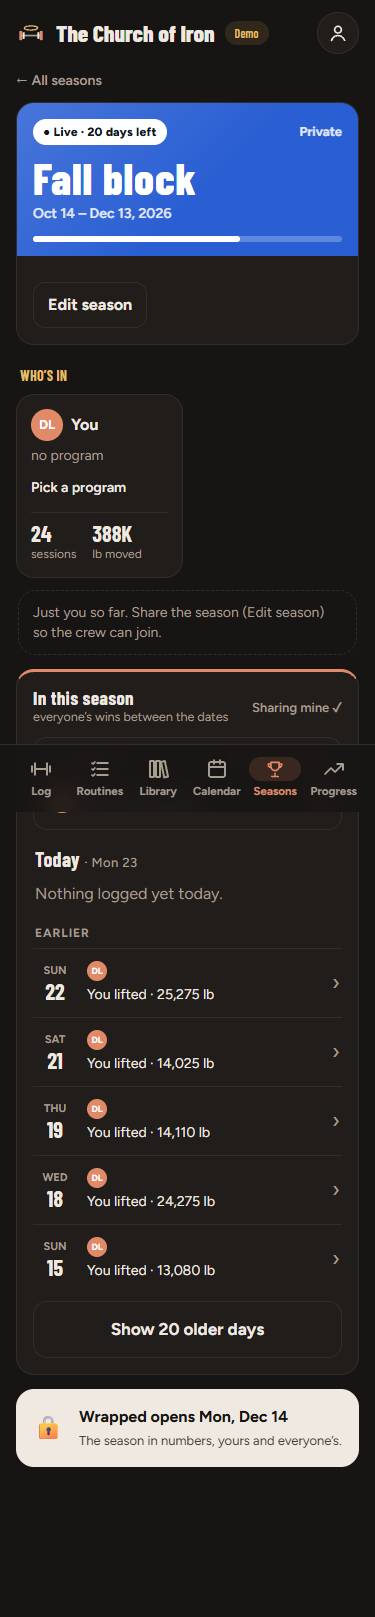 The Church of Iron
Demo
← All seasons
• Live · 20 days left
Private
Fall block
Oct 14 – Dec 13, 2026
Edit season
WHO'S IN
DL You
no program
Pick a program
24 388K
sessions lb moved
Just you so far. Share the season (Edit season)
so the crew can join.
In this season
everyone's wins between the dates
Sharing mine ✓
Log Routines Library Calendar Seasons Progress
Today · Mon 23
Nothing logged yet today.
EARLIER
SUN DL
22 You lifted · 25,275 lb ›
SAT DL
21 You lifted · 14,025 lb ›
THU DL
19 You lifted · 14,110 lb ›
WED DL
18 You lifted · 24,275 lb ›
SUN DL
15 You lifted · 13,080 lb ›
Show 20 older days
Wrapped opens Mon, Dec 14
The season in numbers, yours and everyone's.